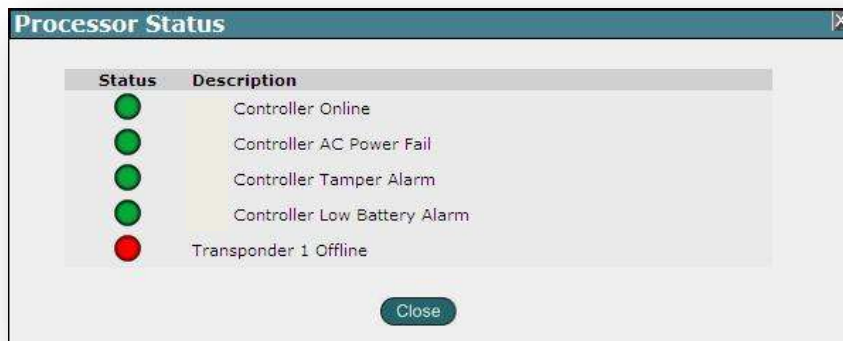 Processor Status
X
Status Description
Controller Online
Controller AC Power Fail
Controller Tamper Alarm
Controller Low Battery Alarm
Transponder 1 Offline
Close